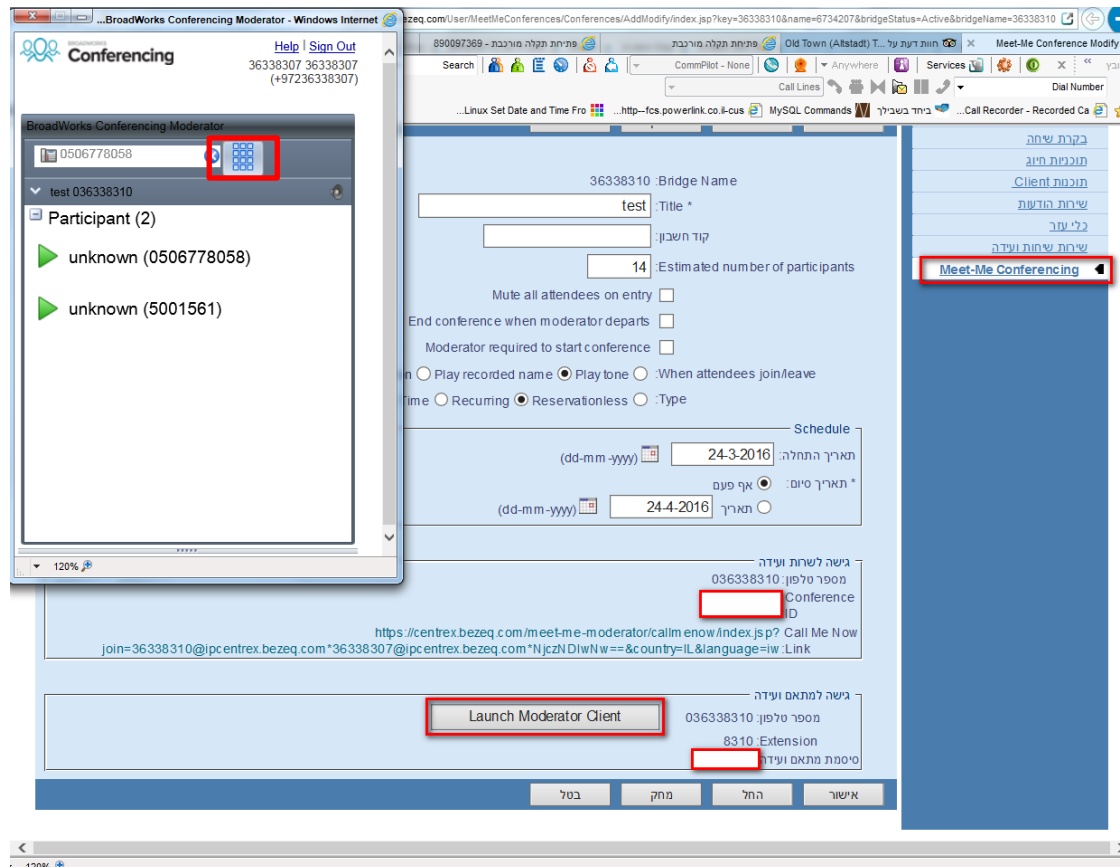 ...BroadWorks Conferencing Moderator - Windows Internet
BROADWORKS
Conferencing
Help | Sign Out
36338307 36338307
(+97236338307)
BroadWorks Conferencing Moderator
0506778058
test 036338310
Participant (2)
unknown (0506778058)
unknown (5001561)
120%
ezeq.com/User/MeetMeConferences/Conferences/AddModify/index.jsp?key=36338310&name=6734207&bridgeStatus=Active&bridgeName=36338310
פתיחת תקלה מורכבת - 890097369
פתיחת תקלה מורכבת
חוות דעת על Old Town (Altstadt) T...
Meet-Me Conference Modify
Search
CommPilot - None
Anywhere
Services
x
Call Lines
Dial Number
...Linux Set Date and Time Fro
...http--fcs.powerlink.co.il-cus
MySQL Commands
ביחד בשבילך
...Call Recorder - Recorded Ca
בקרת שיחה
תוכניות חיוג
תוכנות Client
שירות הודעות
כלי עזר
שירות שיחות ועידה
Meet-Me Conferencing
36338310 :Bridge Name
test :Title *
קוד חשבון:
14 :Estimated number of participants
Mute all attendees on entry
End conference when moderator departs
Moderator required to start conference
n Play recorded name Play tone :When attendees join/leave
Time Recurring Reservationless :Type
Schedule
תאריך התחלה: 24-3-2016 (dd-mm-yyyy)
* תאריך סיום: אף פעם
תאריך 24-4-2016 (dd-mm-yyyy)
גישה לשרות ועידה
מספר טלפון: 036338310
Conference
ID
https://centrex.bezeq.com/meet-me-moderator/callmenow/index.jsp? Call Me Now
join=36338310@ipcentrex.bezeq.com*36338307@ipcentrex.bezeq.com*NjczNDIwNw==&country=IL&language=iw :Link
גישה למתאם ועידה
Launch Moderator Client
מספר טלפון: 036338310
8310 :Extension
סיסמת מתאם ועידה
אישור
החל
מחק
בטל
120%